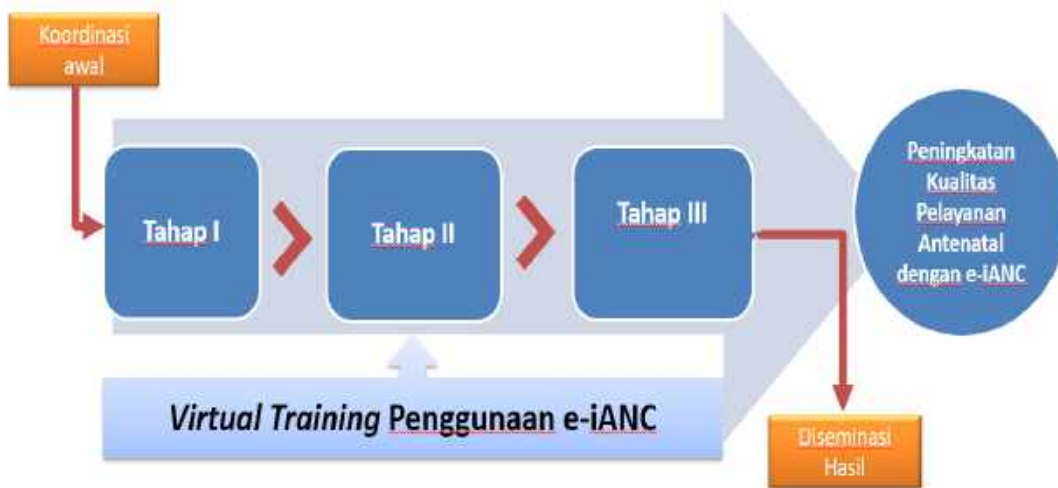 Koordinasi
awal
Tahap I
Tahap II
Tahap III
Peningkatan
Kualitas
Pelayanan
Antenatal
dengan e-iANC
Virtual Training Penggunaan e-iANC
Diseminasi
Hasil